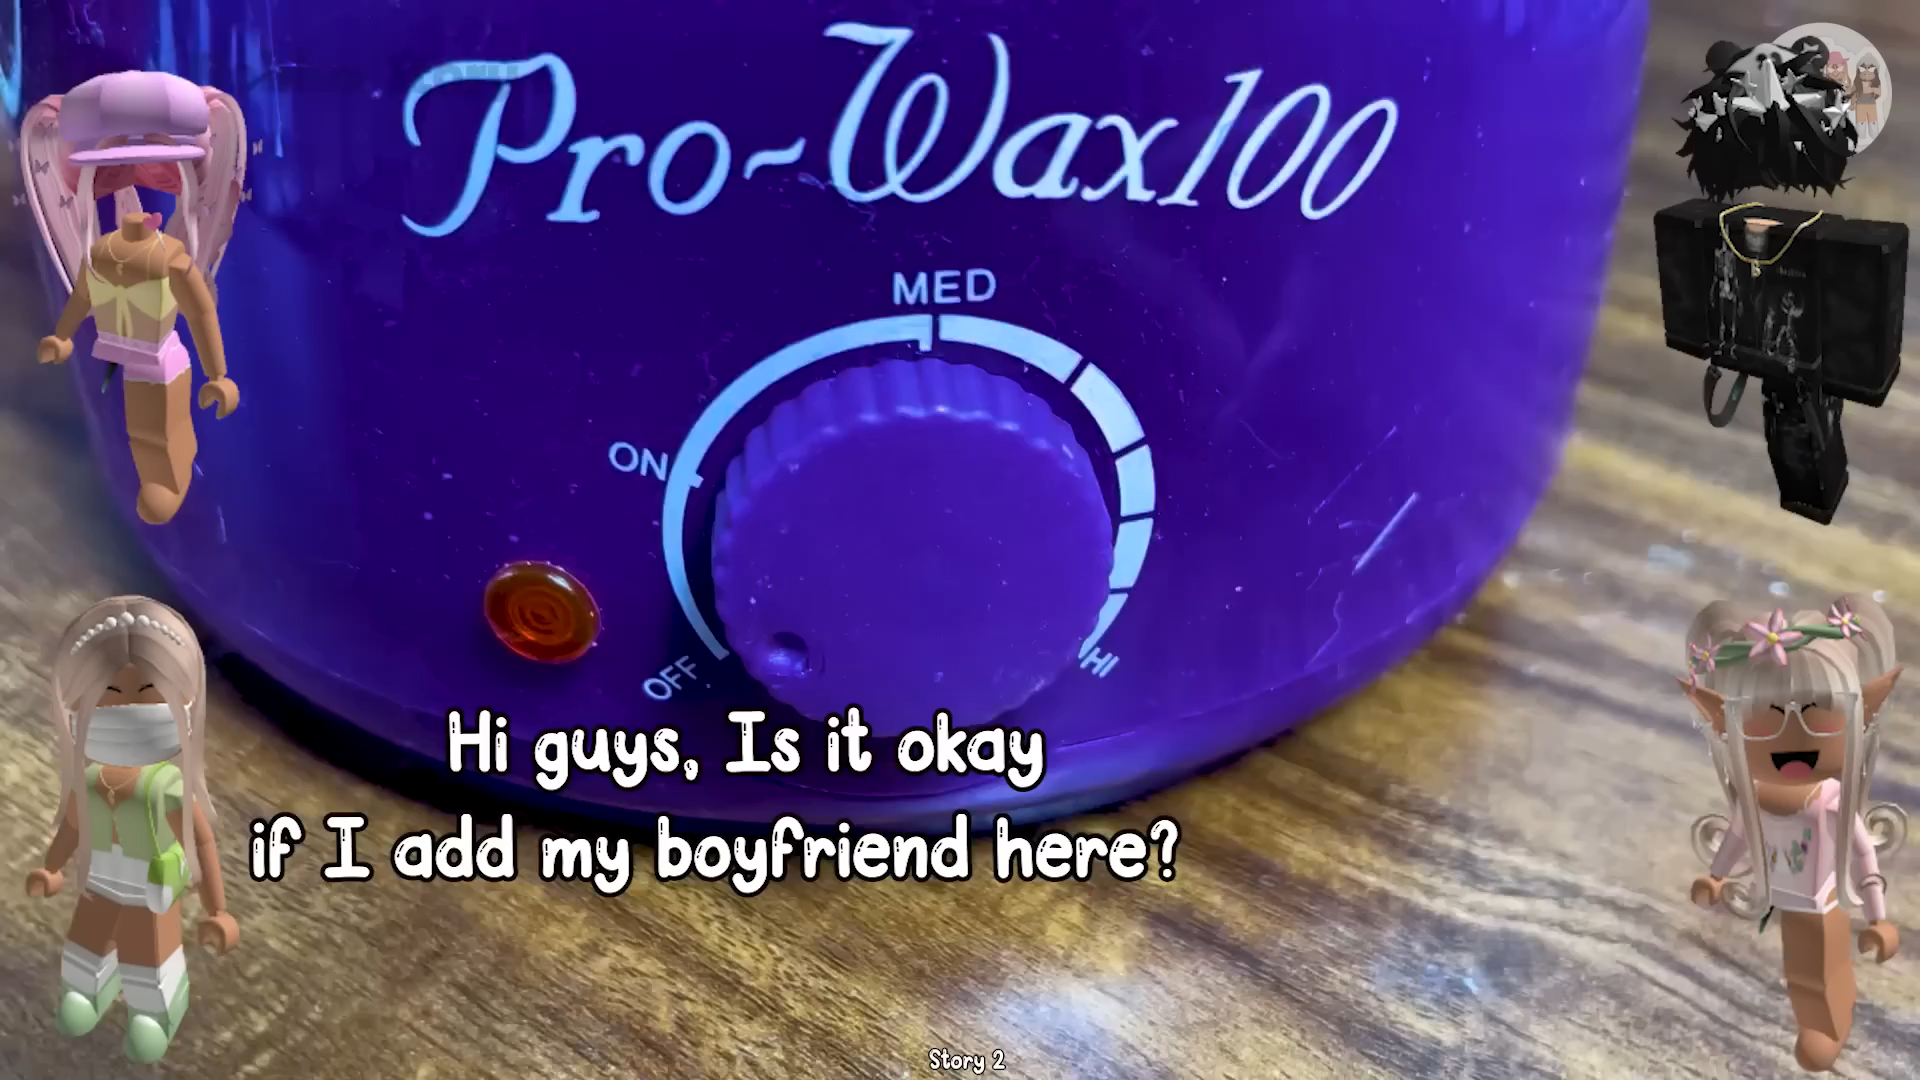 Pro-Wax100
MED
ON
OFF
HI
Hi guys, Is it okay
if I add my boyfriend here?
Story 2